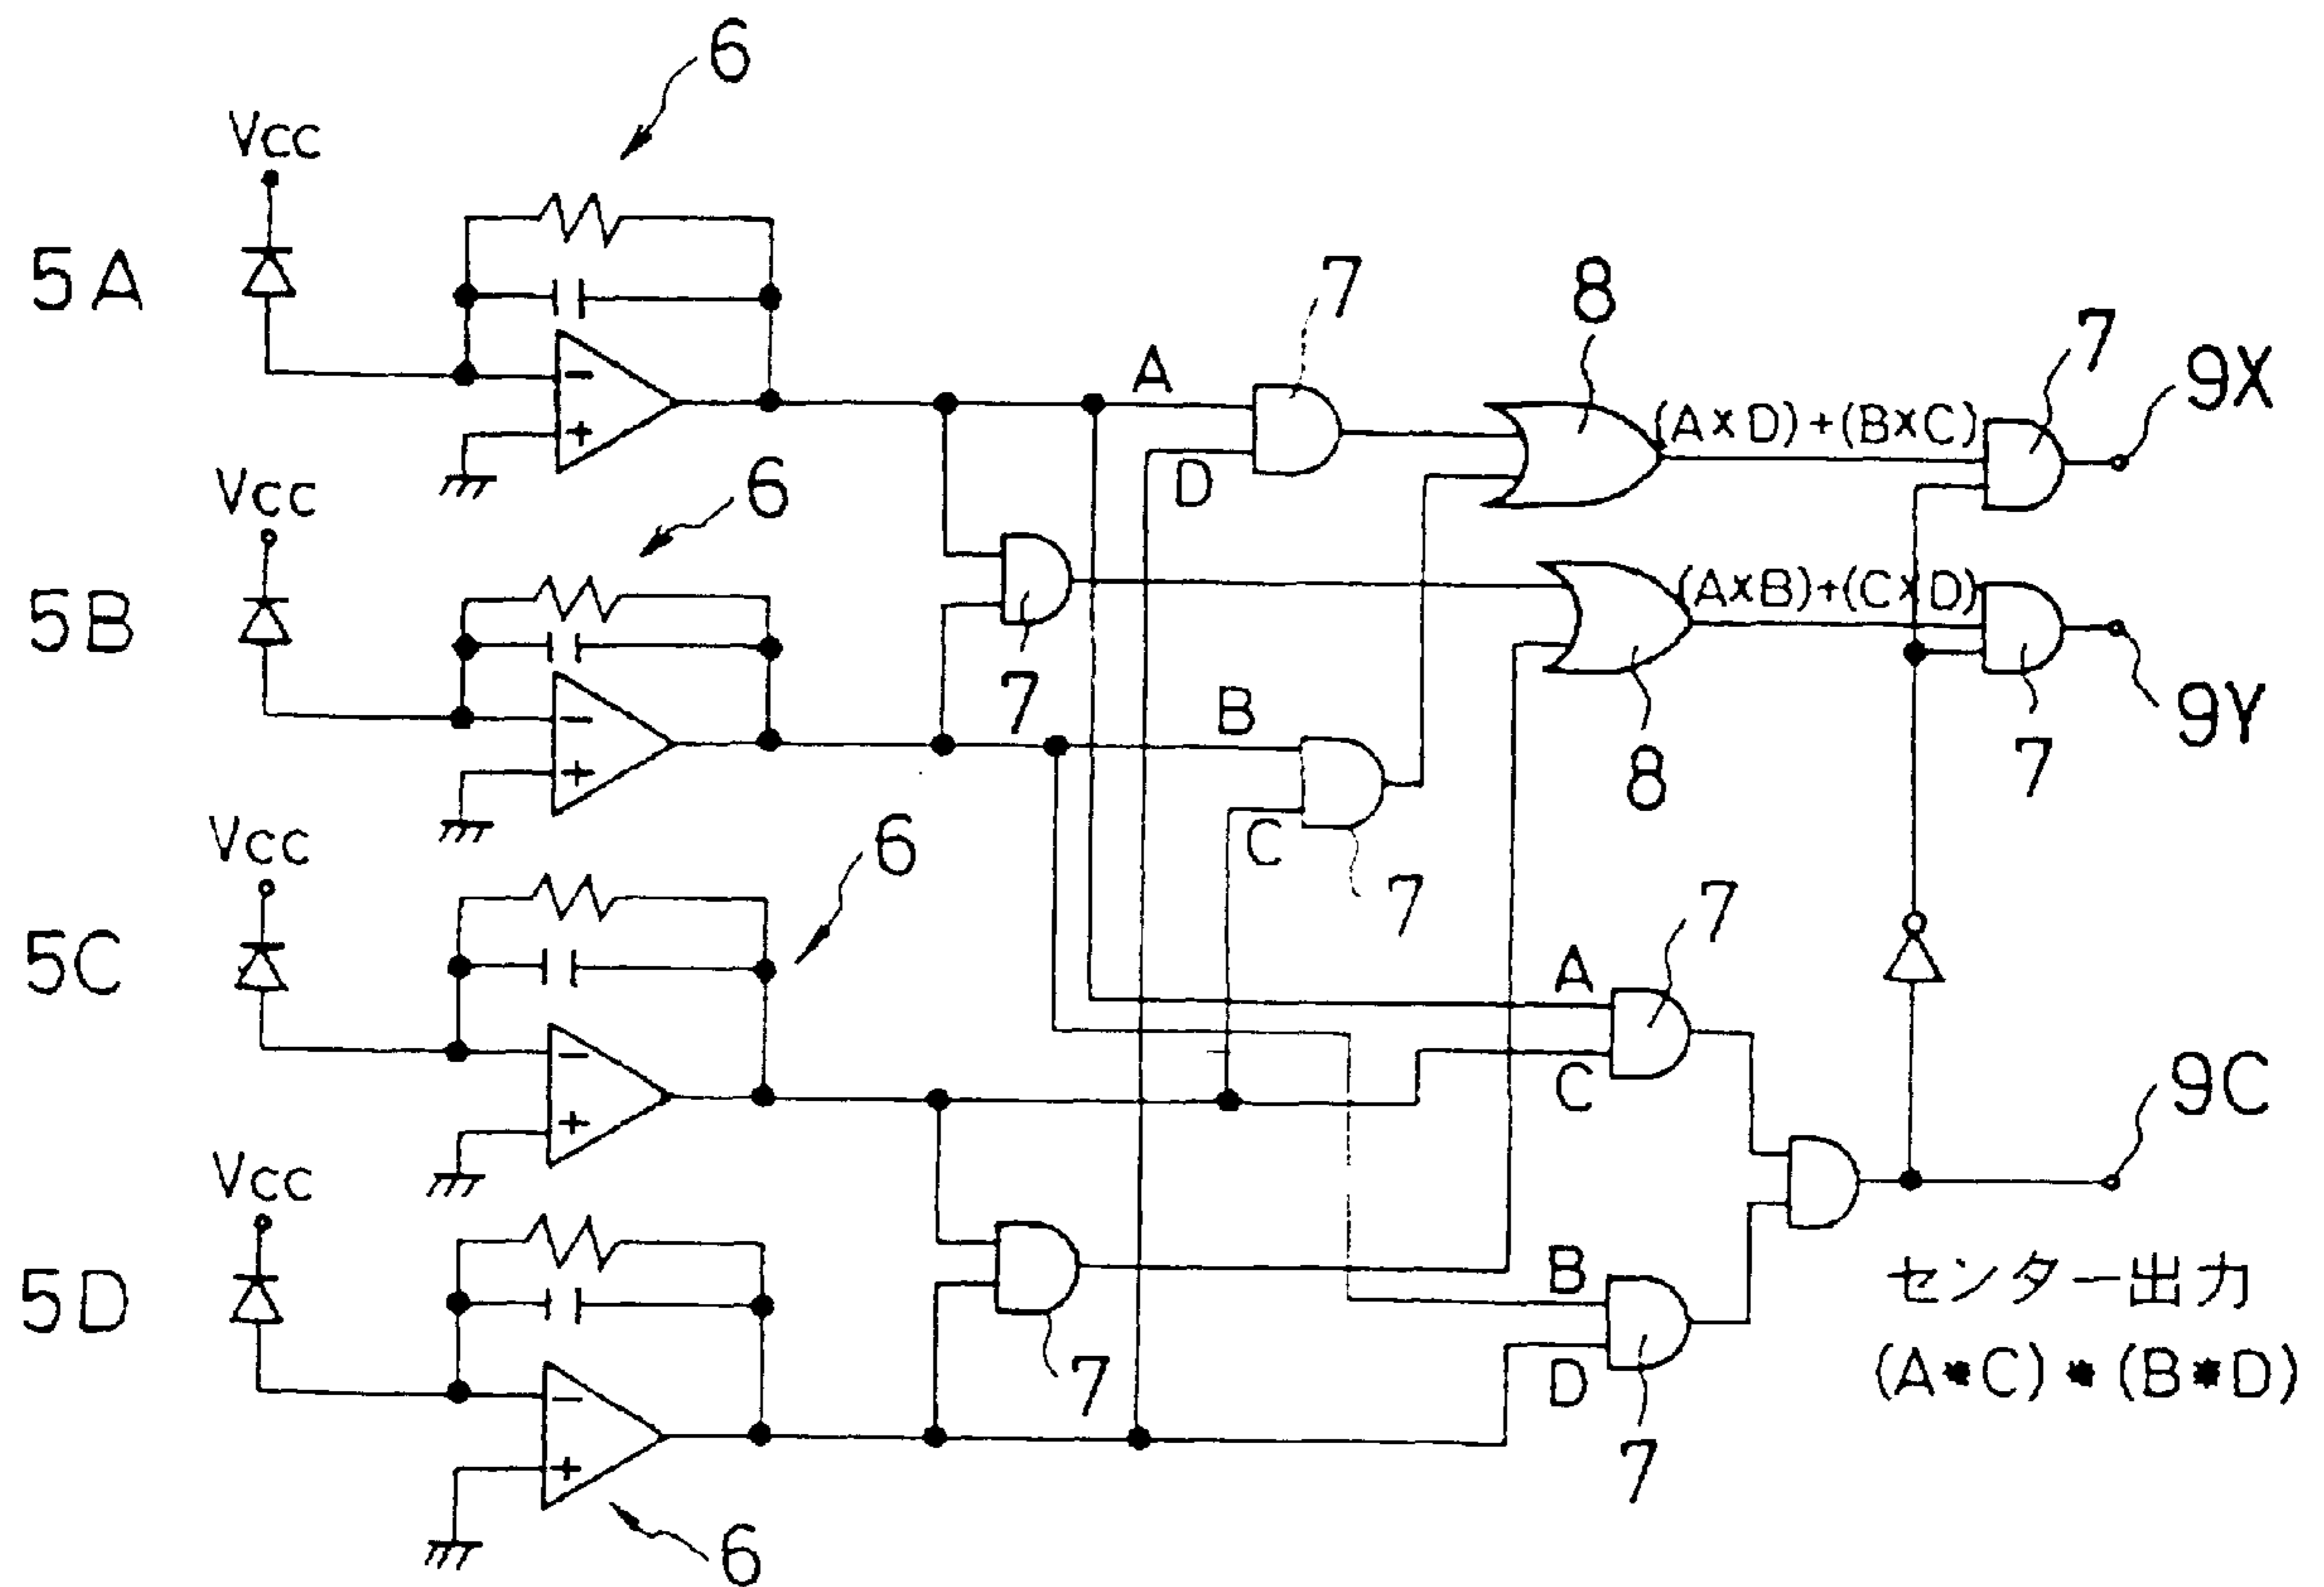 6
Vcc
5A
7
8
7
9X
A
(A×D)+(B×C)
D
Vcc
6
5B
(A×B)+(C×D)
7
B
9Y
8
7
Vcc
6
C
7
7
5C
A
C
9C
Vcc
B
センター出力
5D
7
D
(A*C)*(B*D)
7
6